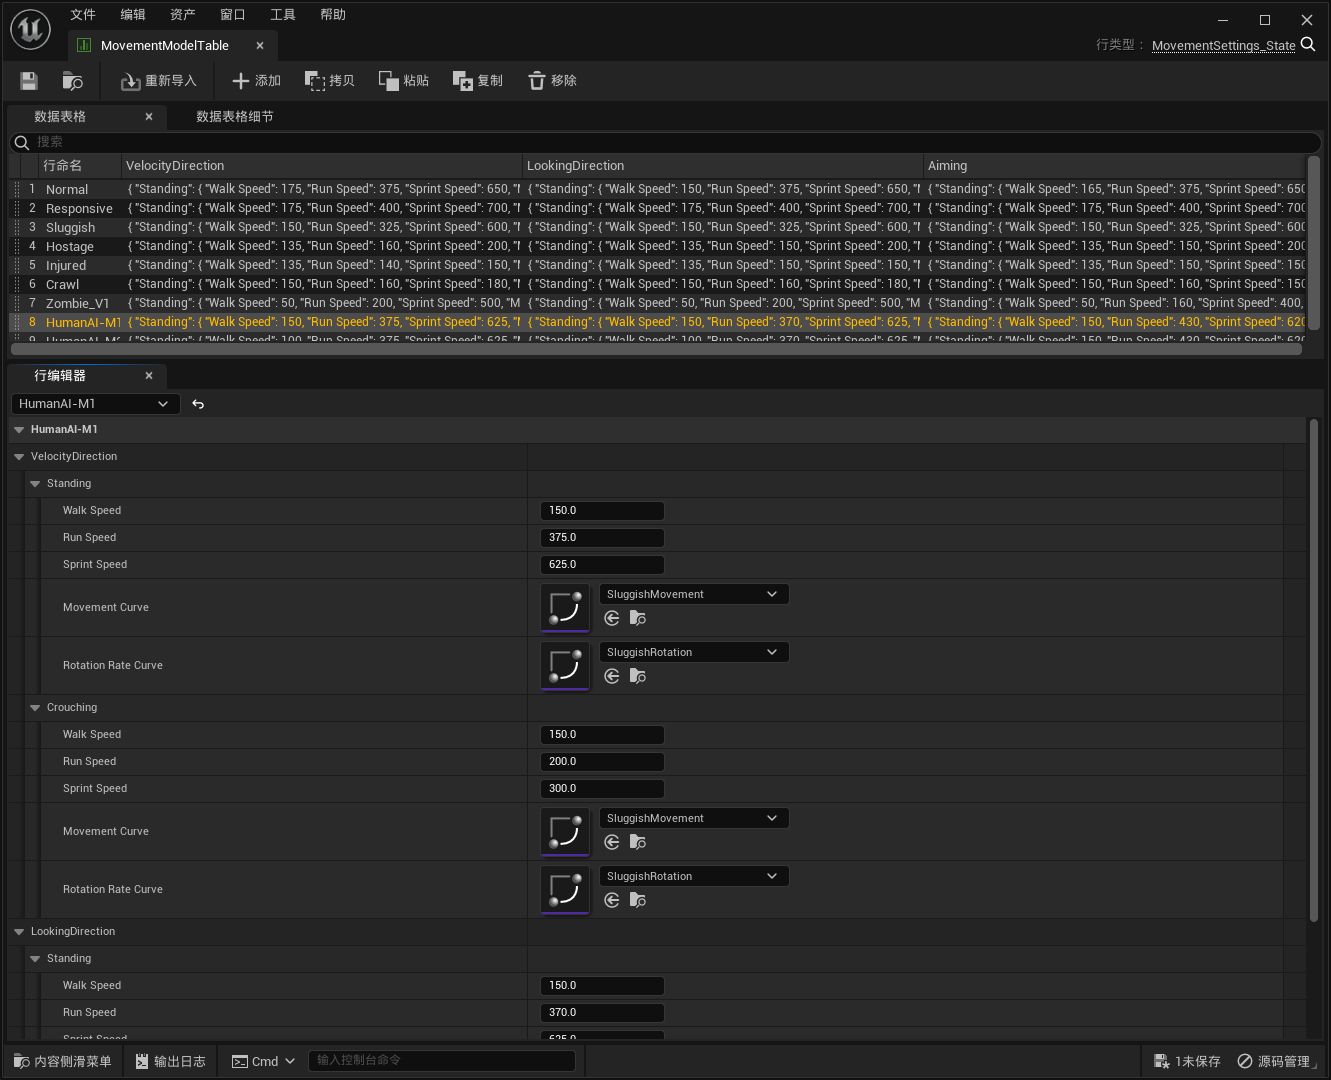 文件 编辑 资产 窗口 工具 帮助
MovementModelTable
行类型： MovementSettings_State
重新导入 添加 拷贝 粘贴 复制 移除
数据表格 数据表格细节
搜索
行命名 VelocityDirection LookingDirection Aiming
1 Normal { "Standing": { "Walk Speed": 175, "Run Speed": 375, "Sprint Speed": 650, "M { "Standing": { "Walk Speed": 150, "Run Speed": 375, "Sprint Speed": 650, "M { "Standing": { "Walk Speed": 165, "Run Speed": 375, "Sprint Speed": 650
2 Responsive { "Standing": { "Walk Speed": 175, "Run Speed": 400, "Sprint Speed": 700, "M { "Standing": { "Walk Speed": 175, "Run Speed": 400, "Sprint Speed": 700, "M { "Standing": { "Walk Speed": 175, "Run Speed": 400, "Sprint Speed": 700
3 Sluggish { "Standing": { "Walk Speed": 150, "Run Speed": 325, "Sprint Speed": 600, "M { "Standing": { "Walk Speed": 150, "Run Speed": 325, "Sprint Speed": 600, "M { "Standing": { "Walk Speed": 150, "Run Speed": 325, "Sprint Speed": 600
4 Hostage { "Standing": { "Walk Speed": 135, "Run Speed": 160, "Sprint Speed": 200, "M { "Standing": { "Walk Speed": 135, "Run Speed": 150, "Sprint Speed": 200, "M { "Standing": { "Walk Speed": 135, "Run Speed": 150, "Sprint Speed": 200
5 Injured { "Standing": { "Walk Speed": 135, "Run Speed": 140, "Sprint Speed": 150, "M { "Standing": { "Walk Speed": 135, "Run Speed": 150, "Sprint Speed": 150, "M { "Standing": { "Walk Speed": 135, "Run Speed": 150, "Sprint Speed": 150
6 Crawl { "Standing": { "Walk Speed": 150, "Run Speed": 160, "Sprint Speed": 180, "M { "Standing": { "Walk Speed": 150, "Run Speed": 160, "Sprint Speed": 180, "M { "Standing": { "Walk Speed": 150, "Run Speed": 160, "Sprint Speed": 150
7 Zombie_V1 { "Standing": { "Walk Speed": 50, "Run Speed": 200, "Sprint Speed": 500, "M { "Standing": { "Walk Speed": 50, "Run Speed": 200, "Sprint Speed": 500, "M { "Standing": { "Walk Speed": 50, "Run Speed": 160, "Sprint Speed": 400,
8 HumanAI-M1 { "Standing": { "Walk Speed": 150, "Run Speed": 375, "Sprint Speed": 625, "M { "Standing": { "Walk Speed": 150, "Run Speed": 370, "Sprint Speed": 625, "M { "Standing": { "Walk Speed": 150, "Run Speed": 430, "Sprint Speed": 620
行编辑器
HumanAI-M1
HumanAI-M1
VelocityDirection
Standing
Walk Speed 150.0
Run Speed 375.0
Sprint Speed 625.0
Movement Curve SluggishMovement
Rotation Rate Curve SluggishRotation
Crouching
Walk Speed 150.0
Run Speed 200.0
Sprint Speed 300.0
Movement Curve SluggishMovement
Rotation Rate Curve SluggishRotation
LookingDirection
Standing
Walk Speed 150.0
Run Speed 370.0
Sprint Speed 625.0
内容侧滑菜单 输出日志 Cmd 输入控制台命令 1未保存 源码管理